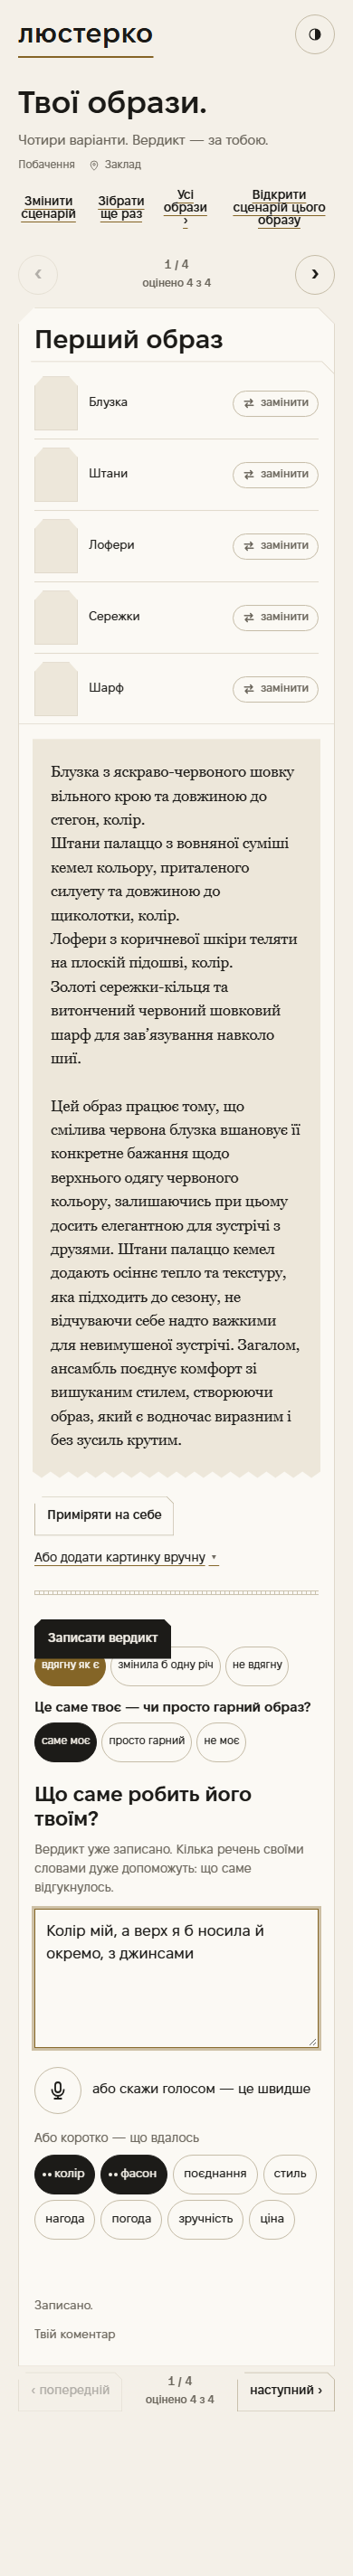 люстерко
Твої образи.
Чотири варіанти. Вердикт — за тобою.
Побачення Заклад
Змінити сценарій
Зібрати ще раз
Усі образи ›
Відкрити сценарій цього образу
‹
1 / 4
оцінено 4 з 4
›
Перший образ
Блузка замінити
Штани замінити
Лофери замінити
Сережки замінити
Шарф замінити
Блузка з яскраво-червоного шовку
вільного крою та довжиною до
стегон, колір.
Штани палаццо з вовняної суміші
кемел кольору, приталеного
силуету та довжиною до
щиколотки, колір.
Лофери з коричневої шкіри теляти
на плоскій підошві, колір.
Золоті сережки-кільця та
витончений червоний шовковий
шарф для зав’язування навколо
шиї.
Цей образ працює тому, що
смілива червона блузка вшановує її
конкретне бажання щодо
верхнього одягу червоного
кольору, залишаючись при цьому
досить елегантною для зустрічі з
друзями. Штани палаццо кемел
додають осіннє тепло та текстуру,
яка підходить до сезону, не
відчуваючи себе надто важкими
для невимушеної зустрічі. Загалом,
ансамбль поєднує комфорт зі
вишуканим стилем, створюючи
образ, який є водночас виразним і
без зусиль крутим.
Приміряти на себе
Або додати картинку вручну
Записати вердикт
вдягну як є змінила б одну річ не вдягну
Це саме твоє — чи просто гарний образ?
саме моє просто гарний не моє
Що саме робить його
твоїм?
Вердикт уже записано. Кілька речень своїми
словами дуже допоможуть: що саме
відгукнулось.
Колір мій, а верх я б носила й
окремо, з джинсами
або скажи голосом — це швидше
Або коротко — що вдалось
колір фасон поєднання стиль
нагода погода зручність ціна
Записано.
Твій коментар
‹ попередній
1 / 4
оцінено 4 з 4
наступний ›